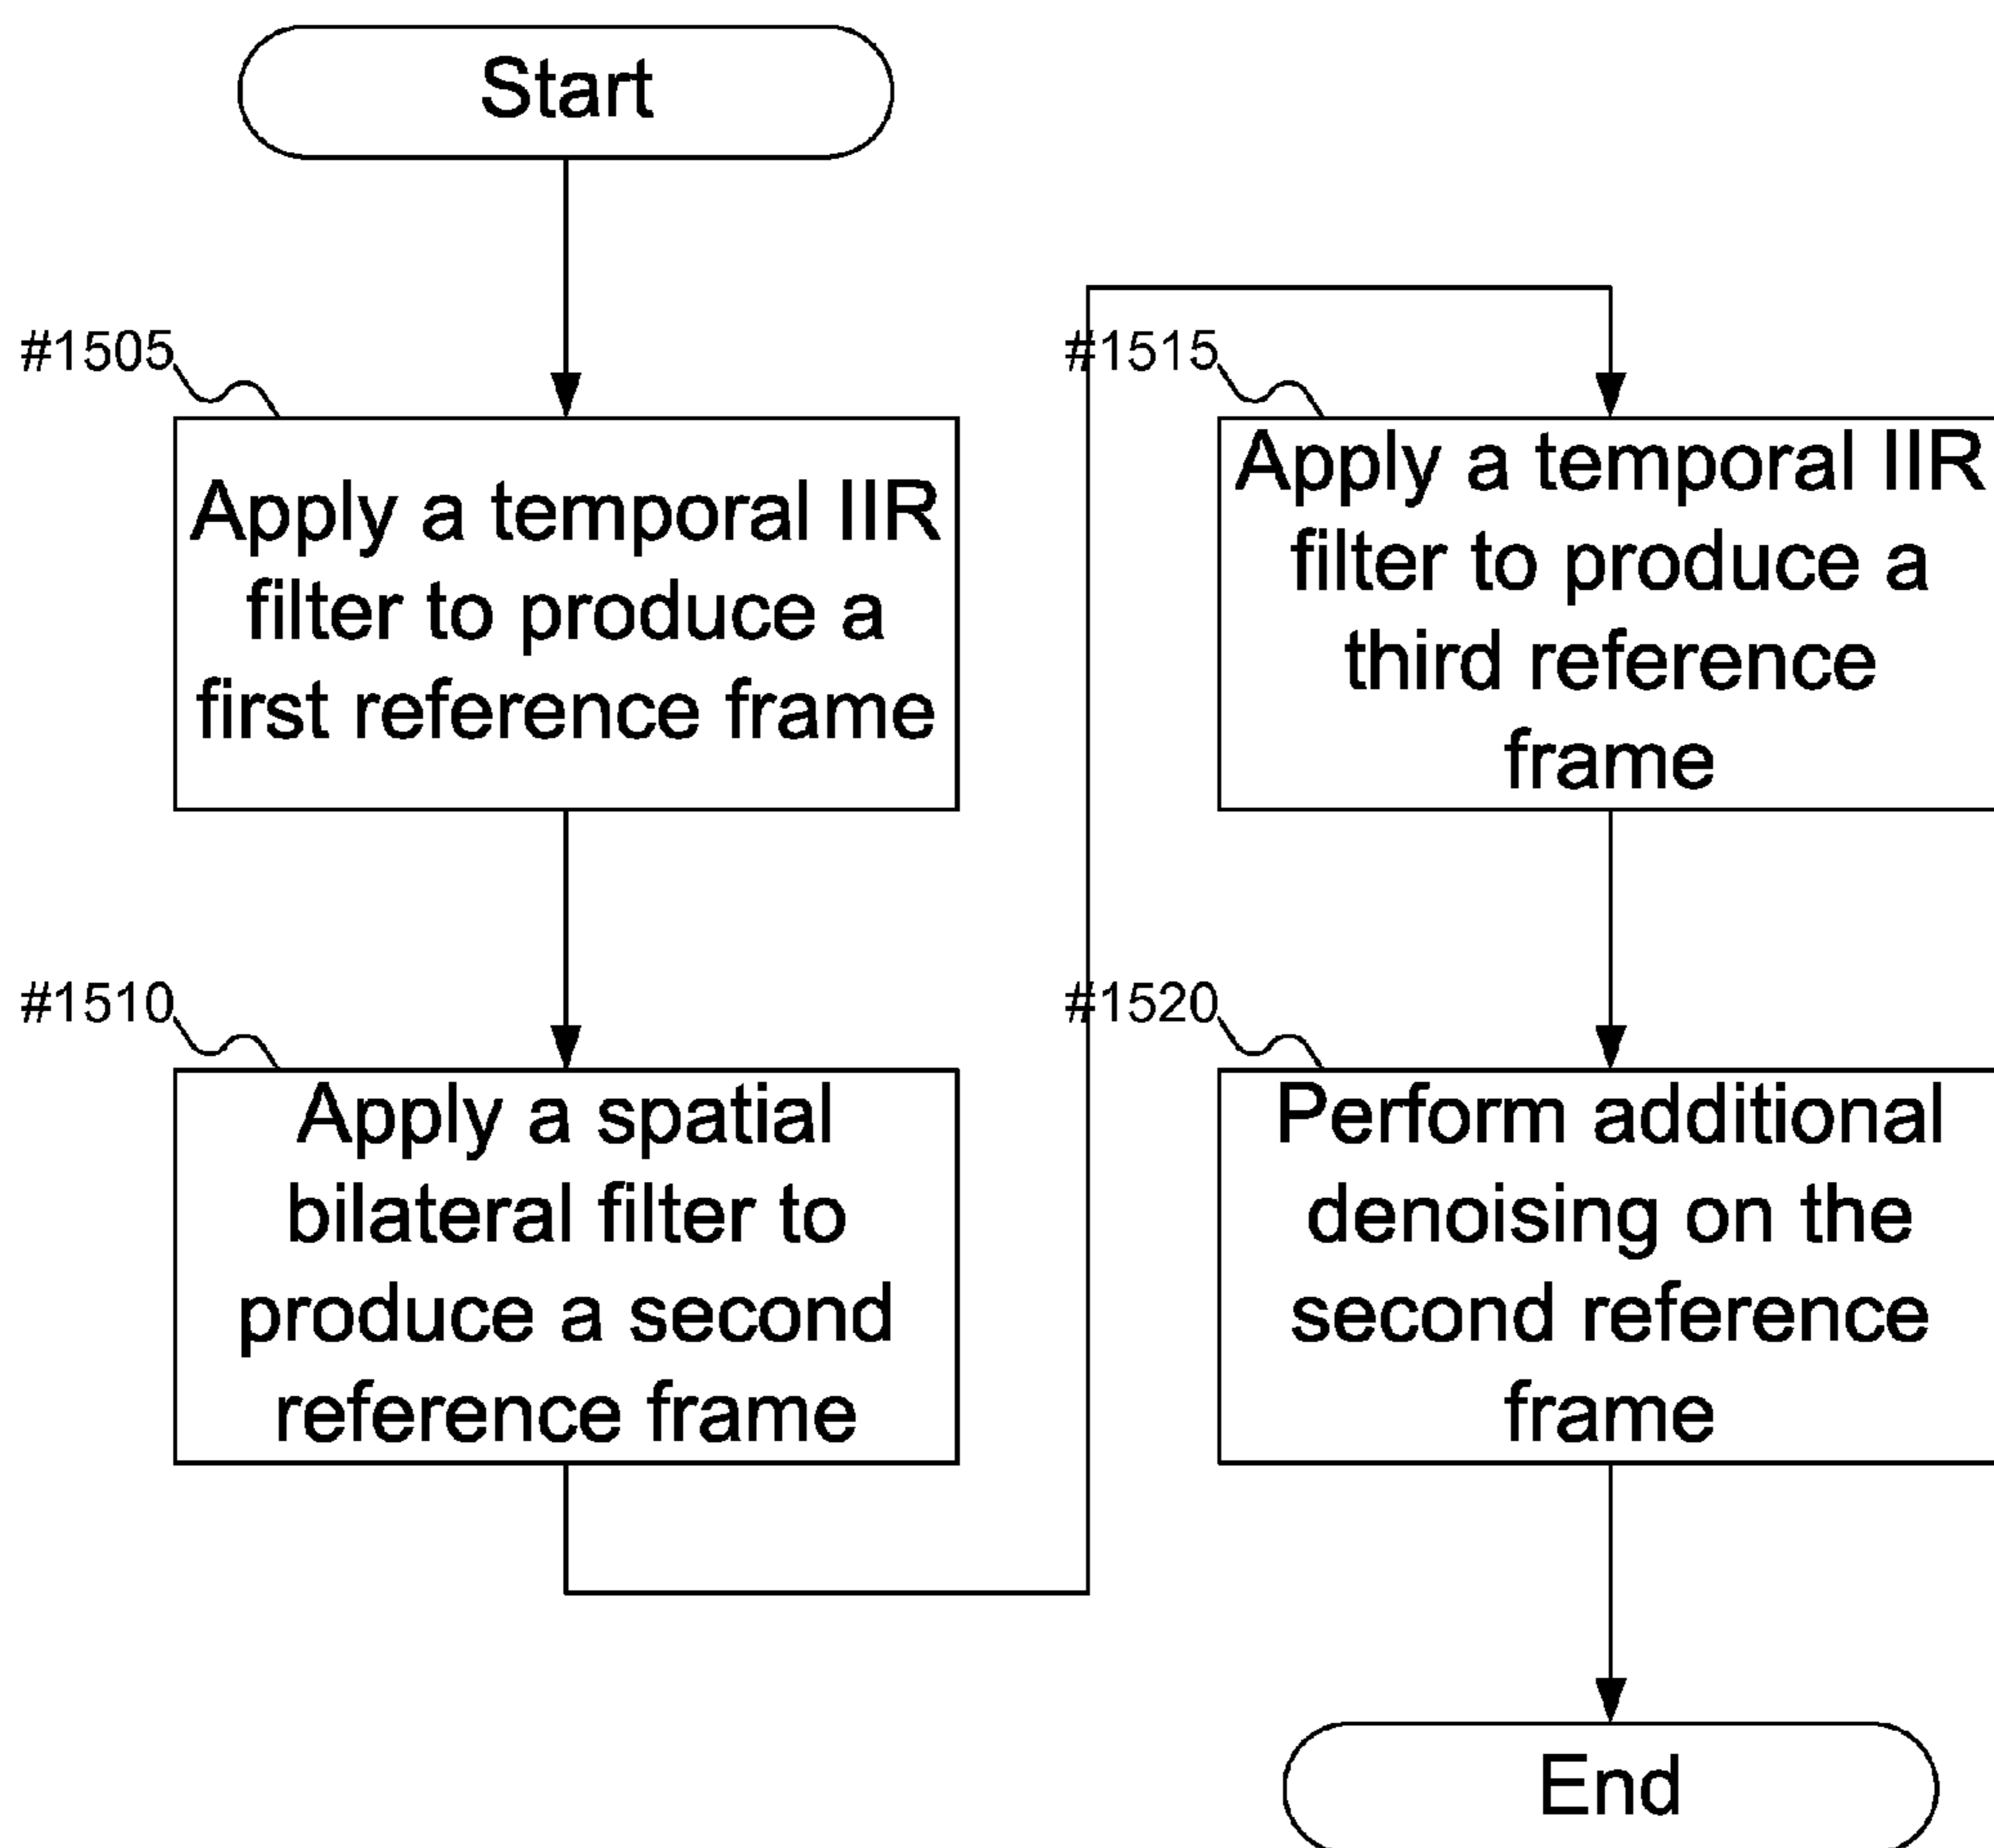 Start
#1505
Apply a temporal IIR
filter to produce a
first reference frame
#1510
Apply a spatial
bilateral filter to
produce a second
reference frame
#1515
Apply a temporal IIR
filter to produce a
third reference
frame
#1520
Perform additional
denoising on the
second reference
frame
End